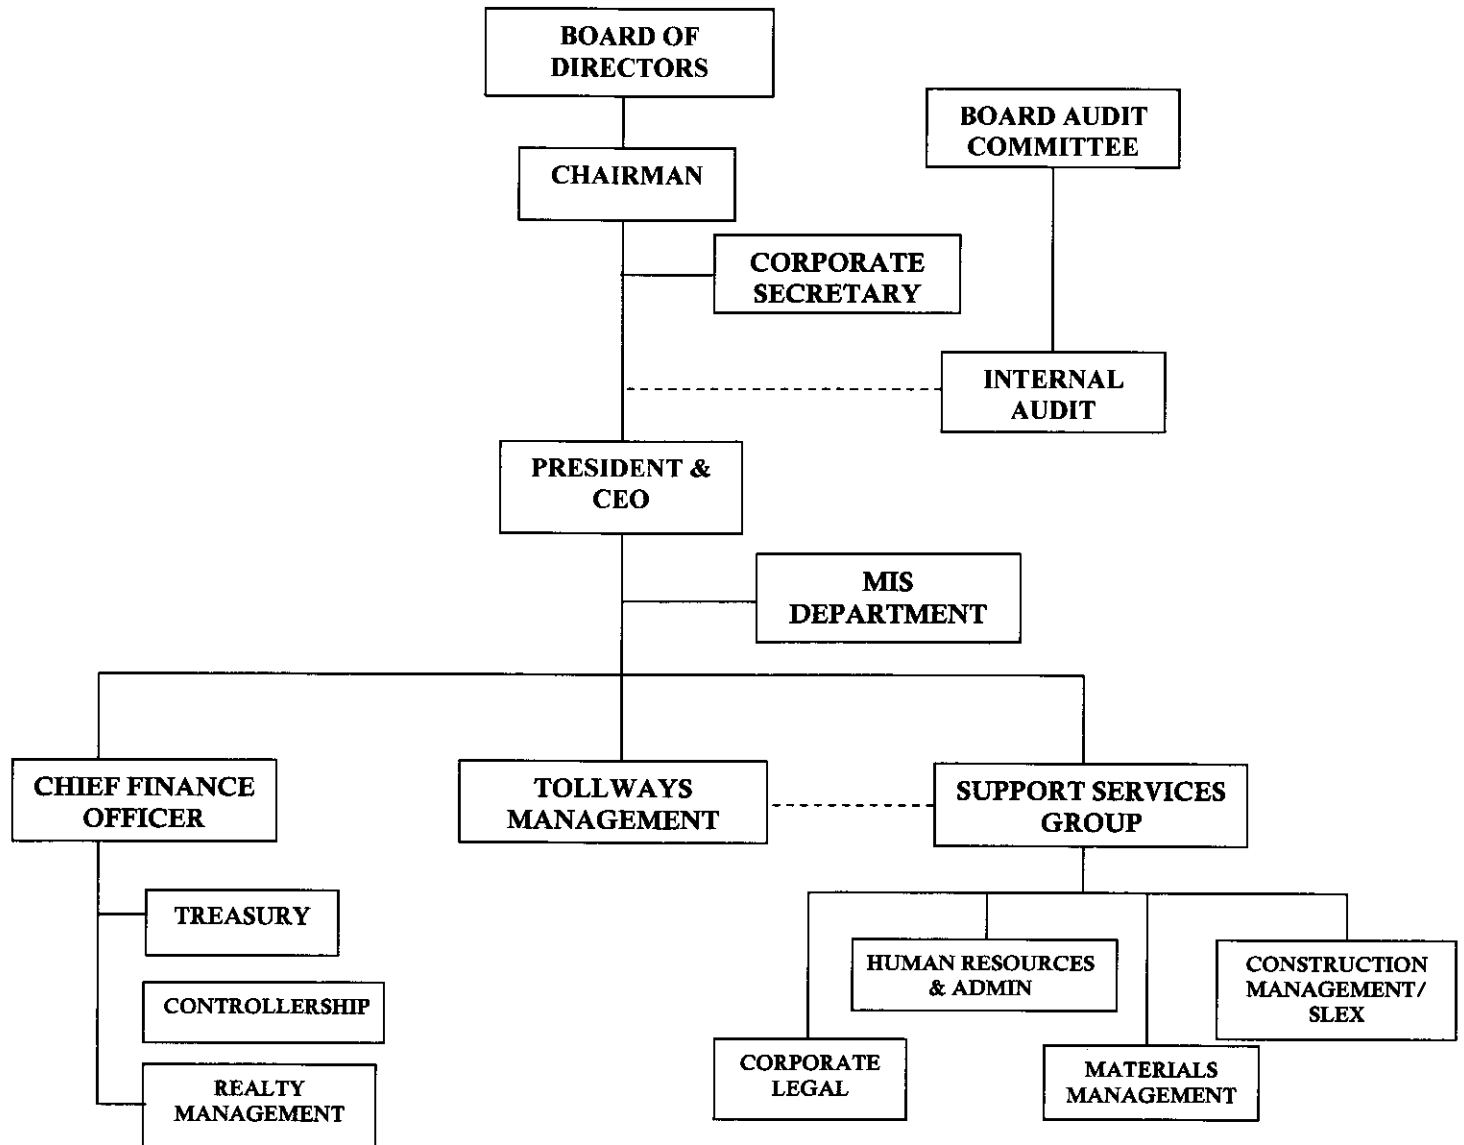 BOARD OF
DIRECTORS
BOARD AUDIT
COMMITTEE
CHAIRMAN
CORPORATE
SECRETARY
INTERNAL
AUDIT
PRESIDENT &
CEO
MIS
DEPARTMENT
CHIEF FINANCE
OFFICER
TOLLWAYS
MANAGEMENT
SUPPORT SERVICES
GROUP
TREASURY
CONTROLLERSHIP
REALTY
MANAGEMENT
HUMAN RESOURCES
& ADMIN
CONSTRUCTION
MANAGEMENT/
SLEX
CORPORATE
LEGAL
MATERIALS
MANAGEMENT